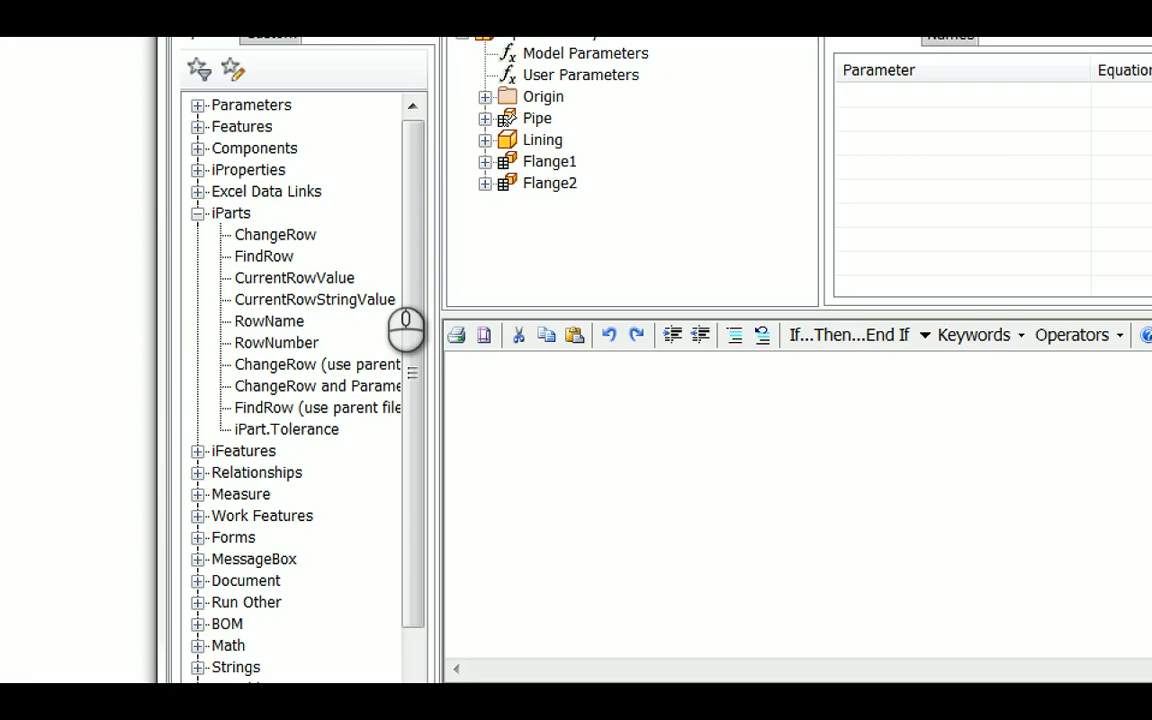 Names
Model Parameters
User Parameters
Origin
Pipe
Lining
Flange1
Flange2
Parameter
Parameters
Features
Components
iProperties
Excel Data Links
iParts
ChangeRow
FindRow
CurrentRowValue
CurrentRowStringValue
RowName
RowNumber
ChangeRow (use parent
ChangeRow and Parame
FindRow (use parent file
iPart.Tolerance
iFeatures
Relationships
Measure
Work Features
Forms
MessageBox
Document
Run Other
BOM
Math
Strings
If...Then...End If Keywords Operators